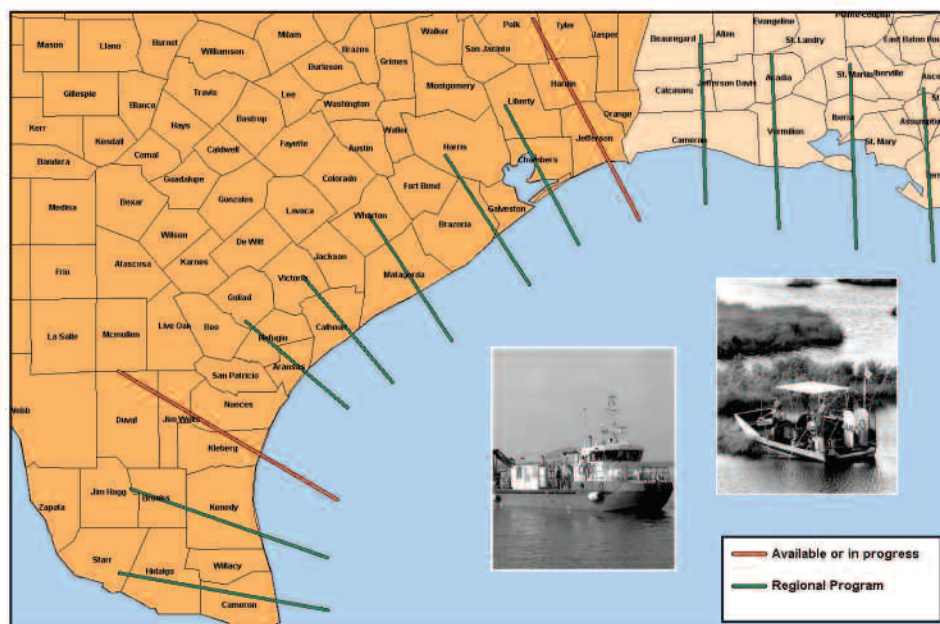 Mason
Llano
Burnet
Williamson
Milam
Brazos
Walker
Polk
Tyler
Jasper
San Jacinto
Grimes
Burleson
Montgomery
Liberty
Hardin
Orange
Jefferson
Gillespie
Blanco
Travis
Lee
Washington
Waller
Harris
Chambers
Kerr
Kendall
Hays
Bastrop
Fayette
Austin
Bandera
Comal
Caldwell
Colorado
Fort Bend
Galveston
Guadalupe
Gonzales
Lavaca
Wharton
Brazoria
Medina
Bexar
Wilson
De Witt
Jackson
Matagorda
Frio
Atascosa
Karnes
Victoria
Goliad
Calhoun
La Salle
Mcmullen
Live Oak
Bee
Refugio
Aransas
San Patricio
Nueces
Webb
Duval
Jim Wells
Kleberg
Zapata
Jim Hogg
Brooks
Kenedy
Starr
Hidalgo
Willacy
Cameron
Beauregard
Allen
Evangeline
St. Landry
East Baton Rou
Calcasieu
Jefferson Davis
Acadia
St. Martin
Iberville
Asce
Cameron
Vermilion
Iberia
St. Mary
Assumption
St.
Terr
Available or in progress
Regional Program